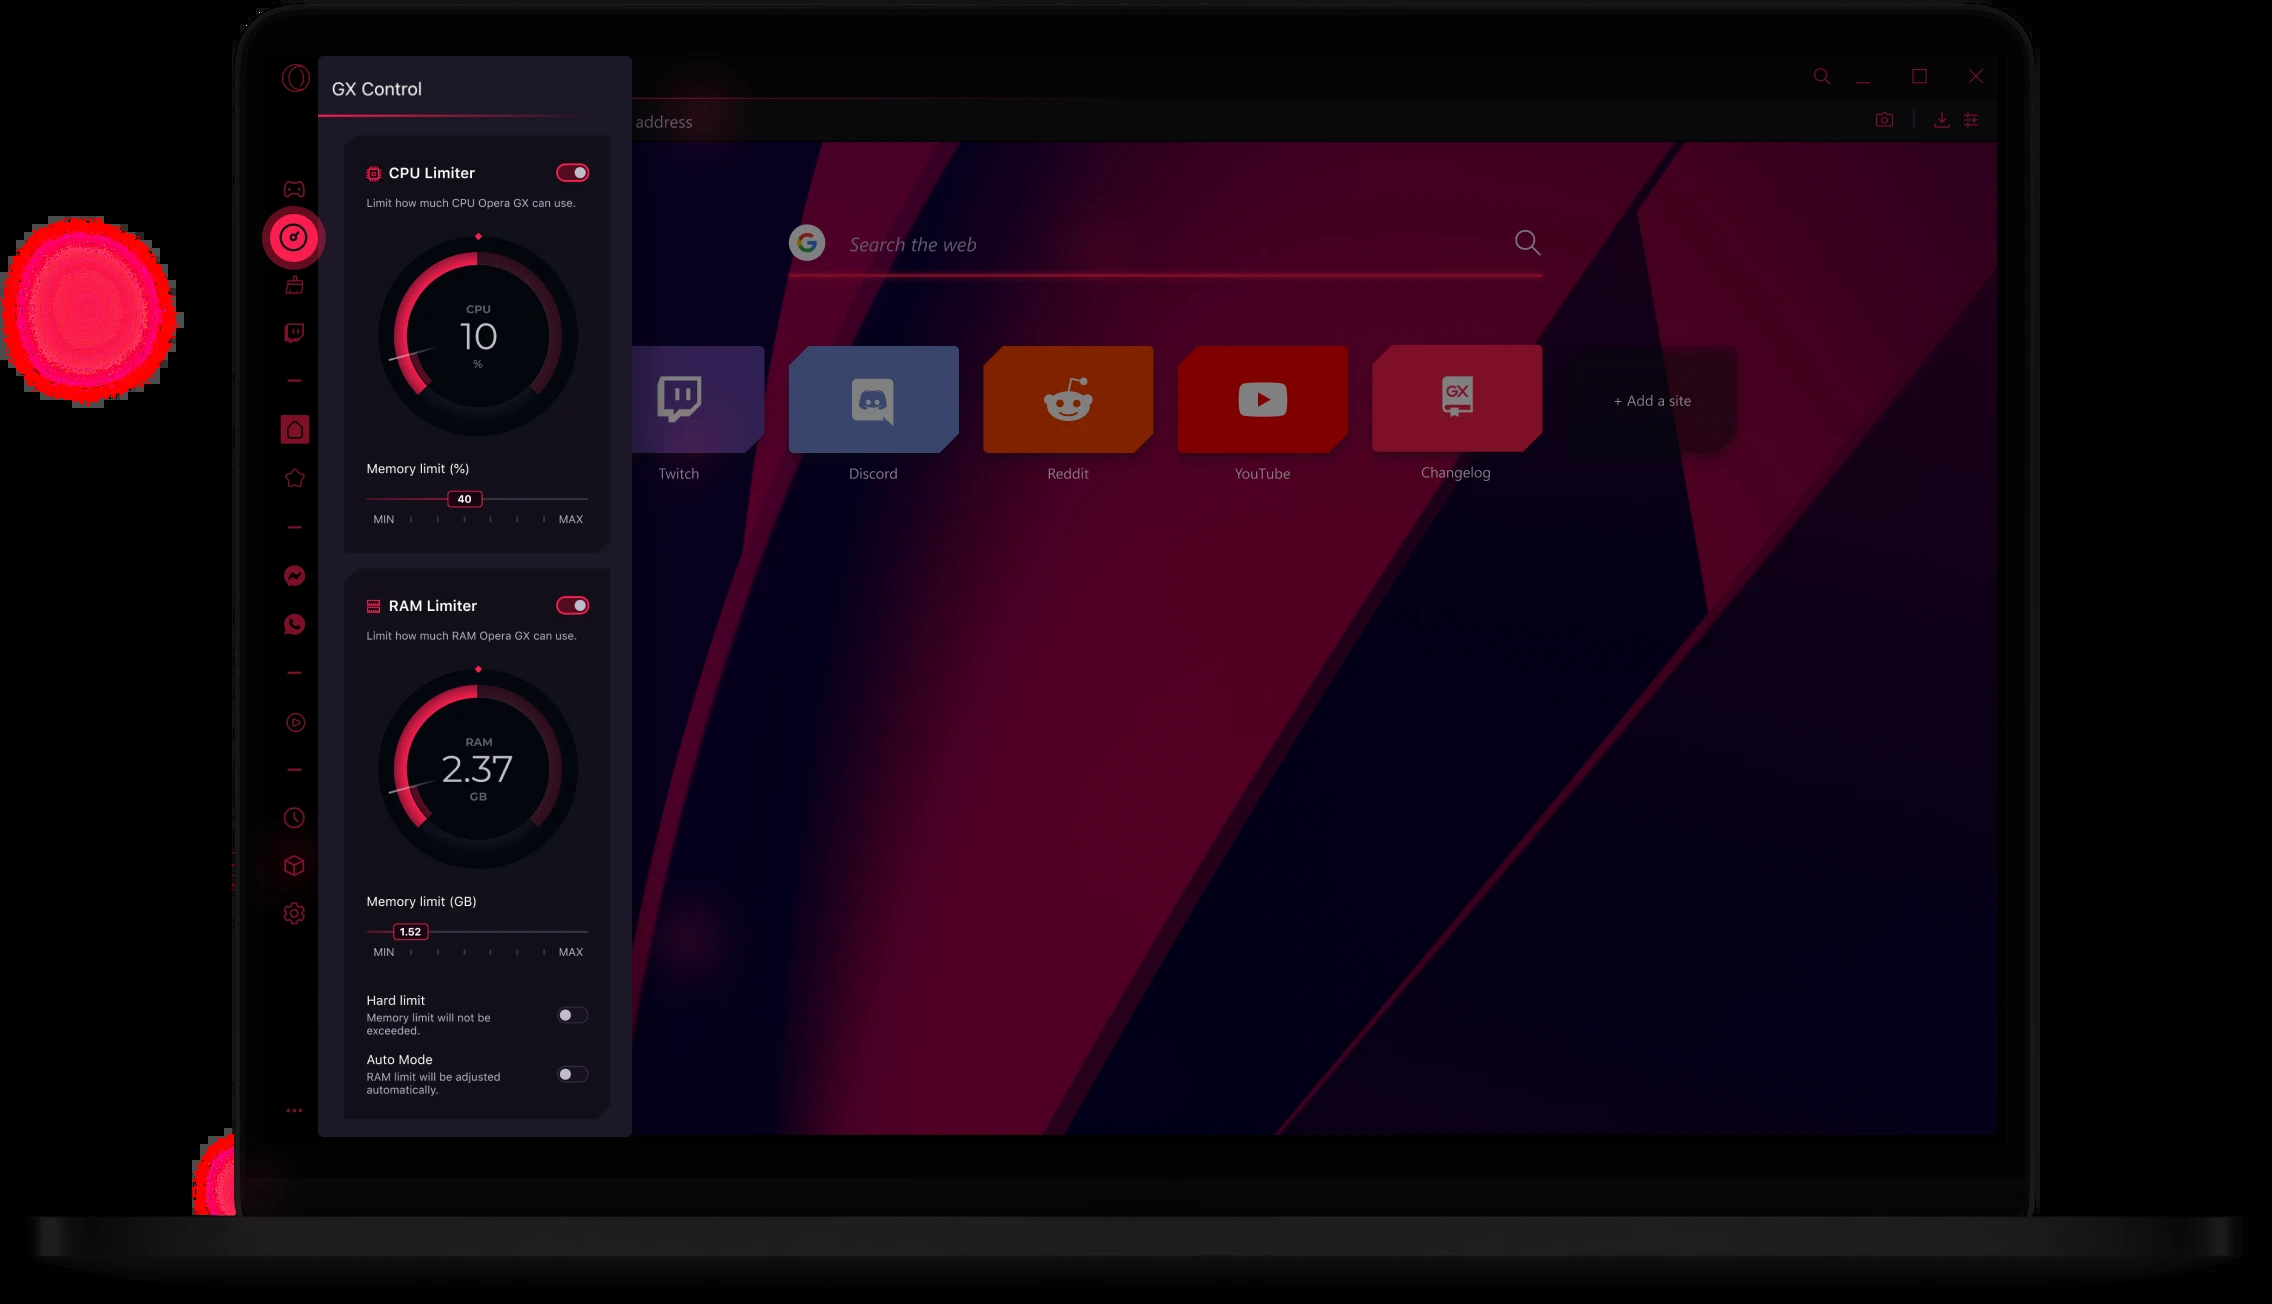 GX Control
address
CPU Limiter
Limit how much CPU Opera GX can use.
CPU
10
%
Memory limit (%)
40
MIN
MAX
RAM Limiter
Limit how much RAM Opera GX can use.
RAM
2.37
GB
Memory limit (GB)
1.52
MIN
MAX
Hard limit
Memory limit will not be
exceeded.
Auto Mode
RAM limit will be adjusted
automatically.
Search the web
GX
+ Add a site
Twitch
Discord
Reddit
YouTube
Changelog